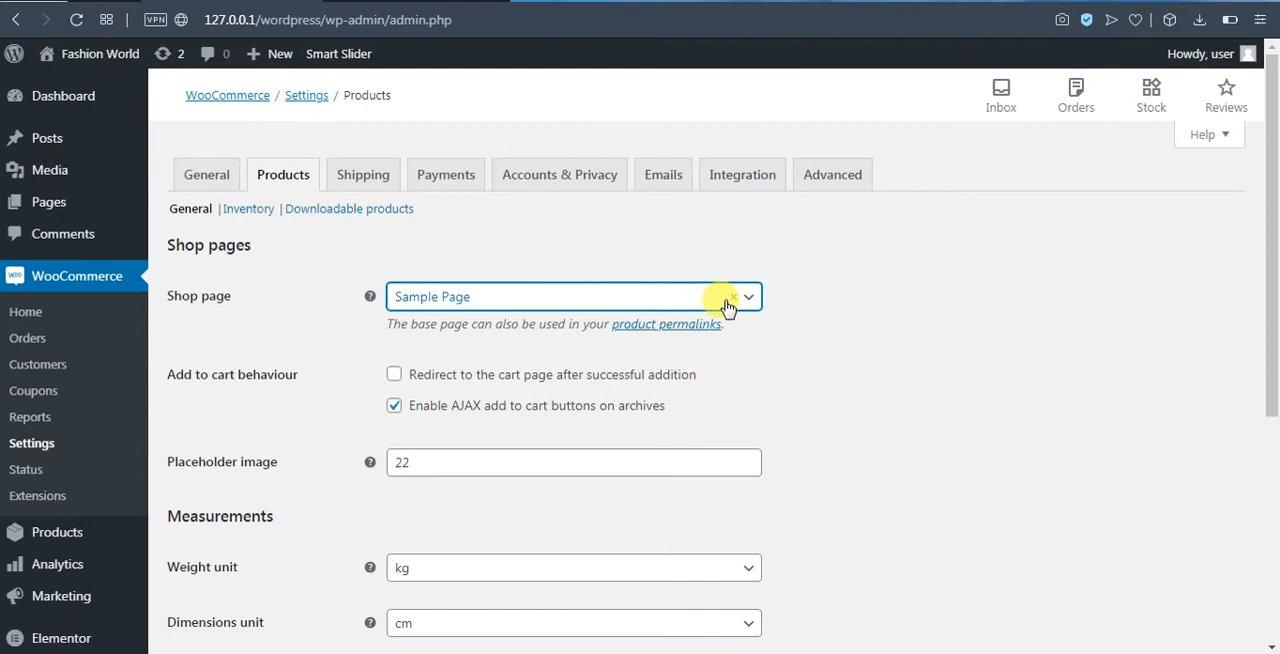 VPN 127.0.0.1/wordpress/wp-admin/admin.php
Fashion World 2 0 + New Smart Slider Howdy, user
WooCommerce / Settings / Products
Inbox Orders Stock Reviews
Help
Dashboard
Posts
Media
Pages
Comments
WooCommerce
Home
Orders
Customers
Coupons
Reports
Settings
Status
Extensions
Products
Analytics
Marketing
Elementor
General Products Shipping Payments Accounts & Privacy Emails Integration Advanced
General | Inventory | Downloadable products
Shop pages
Shop page ? Sample Page ×
The base page can also be used in your product permalinks.
Add to cart behaviour Redirect to the cart page after successful addition
Enable AJAX add to cart buttons on archives
Placeholder image ? 22
Measurements
Weight unit ? kg
Dimensions unit ? cm